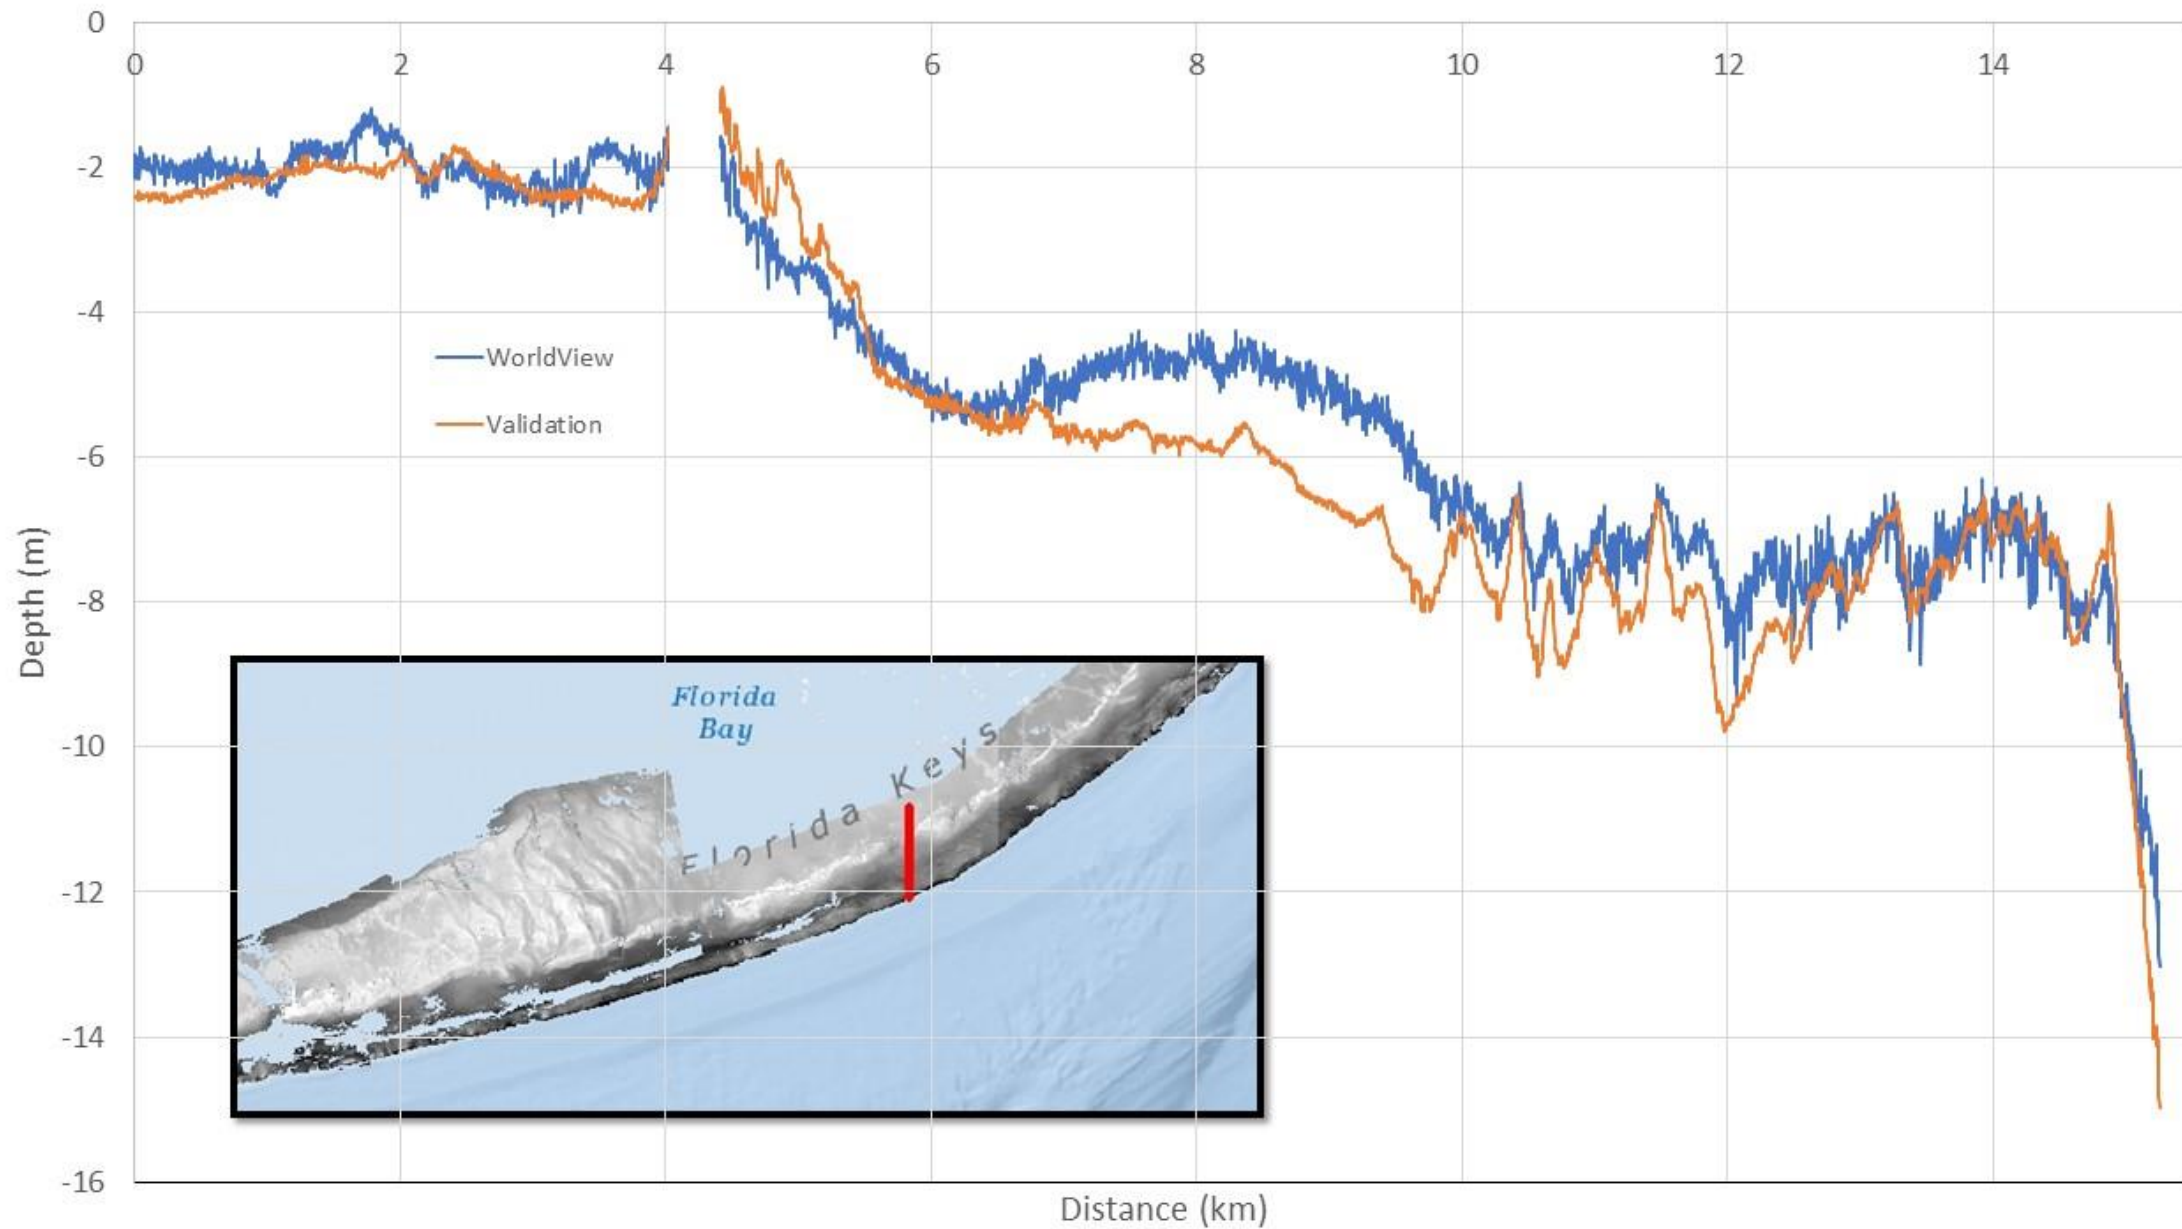 0
0 2 4 6 8 10 12 14
-2
-4
WorldView
Validation
-6
-8
Depth (m)
Florida
Bay
Florida Keys
-10
-12
-14
-16
Distance (km)